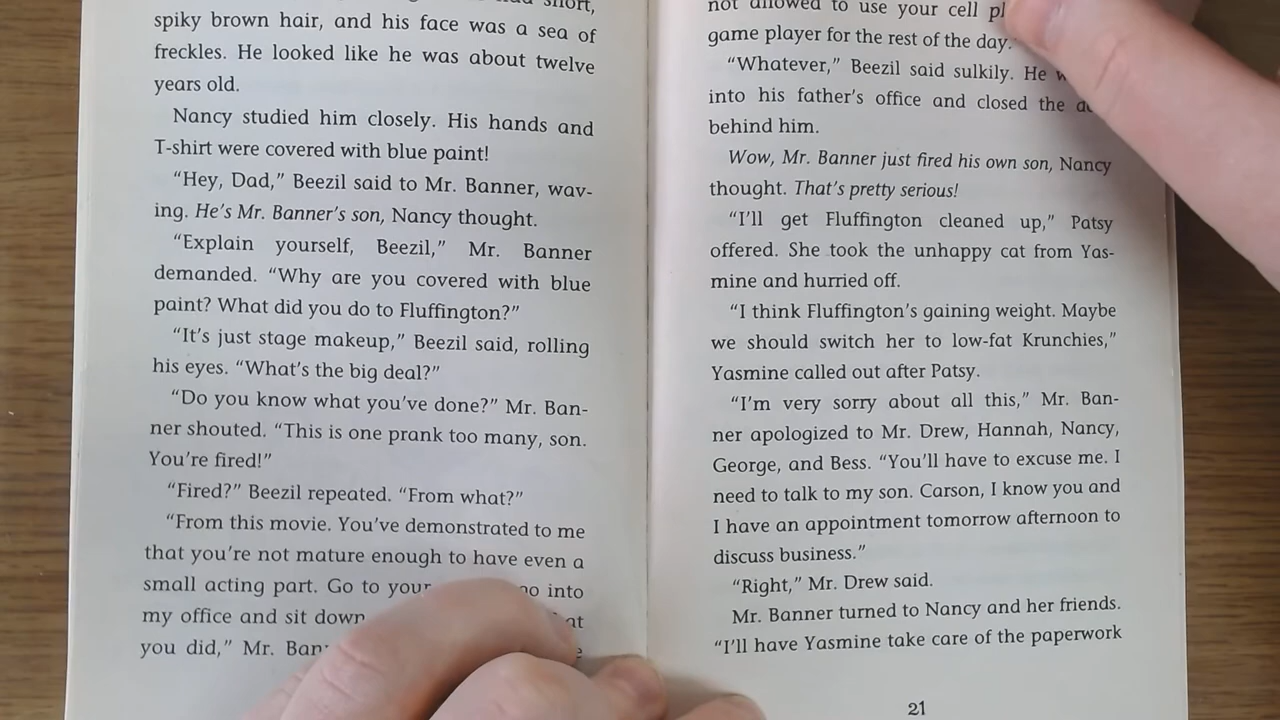 short,
spiky brown hair, and his face was a sea of
freckles. He looked like he was about twelve
years old.
Nancy studied him closely. His hands and
T-shirt were covered with blue paint!
“Hey, Dad,” Beezil said to Mr. Banner, wav-
ing. He’s Mr. Banner’s son, Nancy thought.
“Explain yourself, Beezil,” Mr. Banner
demanded. “Why are you covered with blue
paint? What did you do to Fluffington?”
“It’s just stage makeup,” Beezil said, rolling
his eyes. “What’s the big deal?”
“Do you know what you’ve done?” Mr. Ban-
ner shouted. “This is one prank too many, son.
You’re fired!”
“Fired?” Beezil repeated. “From what?”
“From this movie. You’ve demonstrated to me
that you’re not mature enough to have even a
small acting part. Go to your into
my office and sit down
you did,” Mr.
not allowed to use your cell
game player for the rest of the day.
“Whatever,” Beezil said sulkily. He
into his father’s office and closed the
behind him.
Wow, Mr. Banner just fired his own son, Nancy
thought. That’s pretty serious!
“I’ll get Fluffington cleaned up,” Patsy
offered. She took the unhappy cat from Yas-
mine and hurried off.
“I think Fluffington’s gaining weight. Maybe
we should switch her to low-fat Krunchies,”
Yasmine called out after Patsy.
“I’m very sorry about all this,” Mr. Ban-
ner apologized to Mr. Drew, Hannah, Nancy,
George, and Bess. “You’ll have to excuse me. I
need to talk to my son. Carson, I know you and
I have an appointment tomorrow afternoon to
discuss business.”
“Right,” Mr. Drew said.
Mr. Banner turned to Nancy and her friends.
“I’ll have Yasmine take care of the paperwork
21